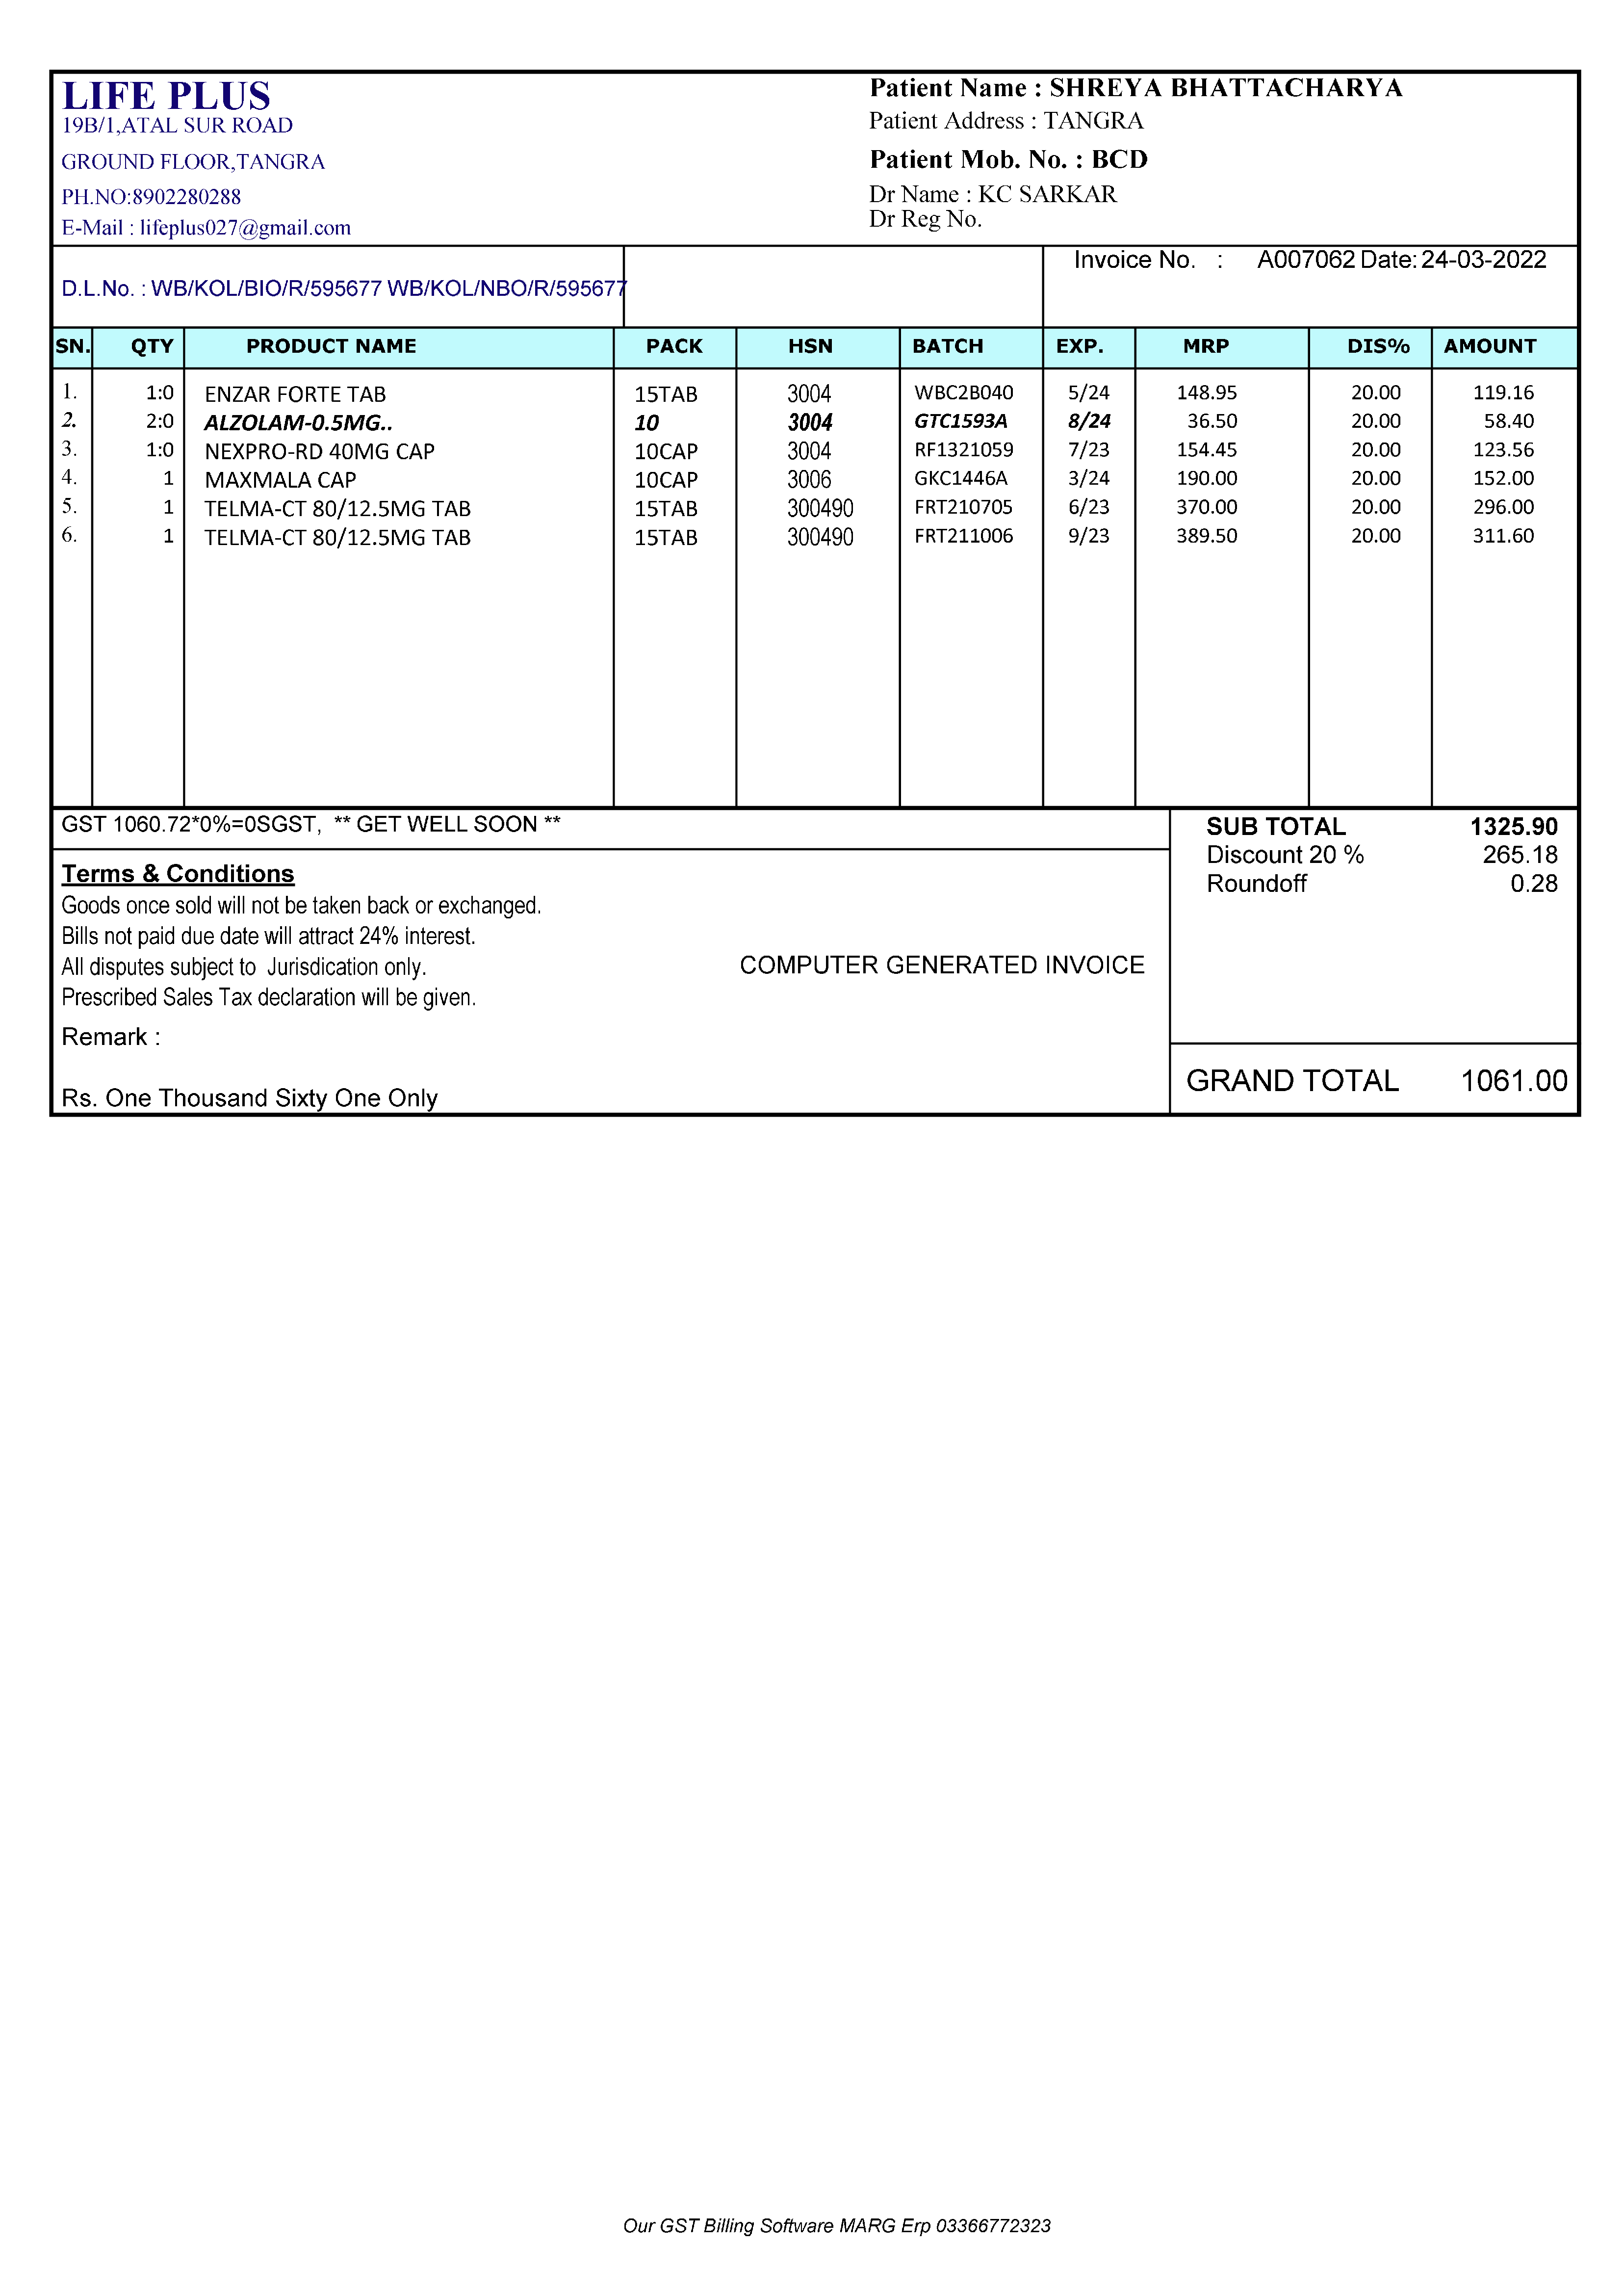 LIFE PLUS
19B/1,ATAL SUR ROAD
GROUND FLOOR,TANGRA
PH.NO:8902280288
E-Mail : lifeplus027@gmail.com
Patient Name : SHREYA BHATTACHARYA
Patient Address : TANGRA
Patient Mob. No. : BCD
Dr Name : KC SARKAR
Dr Reg No.
D.L.No. : WB/KOL/BIO/R/595677 WB/KOL/NBO/R/595677
Invoice No. : A007062 Date: 24-03-2022
SN. QTY PRODUCT NAME PACK HSN BATCH EXP. MRP DIS% AMOUNT
1. 1:0 ENZAR FORTE TAB 15TAB 3004 WBC2B040 5/24 148.95 20.00 119.16
2. 2:0 ALZOLAM-0.5MG.. 10 3004 GTC1593A 8/24 36.50 20.00 58.40
3. 1:0 NEXPRO-RD 40MG CAP 10CAP 3004 RF1321059 7/23 154.45 20.00 123.56
4. 1 MAXMALA CAP 10CAP 3006 GKC1446A 3/24 190.00 20.00 152.00
5. 1 TELMA-CT 80/12.5MG TAB 15TAB 300490 FRT210705 6/23 370.00 20.00 296.00
6. 1 TELMA-CT 80/12.5MG TAB 15TAB 300490 FRT211006 9/23 389.50 20.00 311.60
GST 1060.72*0%=0SGST, ** GET WELL SOON **
Terms & Conditions
Goods once sold will not be taken back or exchanged.
Bills not paid due date will attract 24% interest.
All disputes subject to Jurisdication only.
Prescribed Sales Tax declaration will be given.
COMPUTER GENERATED INVOICE
Remark :
Rs. One Thousand Sixty One Only
SUB TOTAL 1325.90
Discount 20 % 265.18
Roundoff 0.28
GRAND TOTAL 1061.00
Our GST Billing Software MARG Erp 03366772323